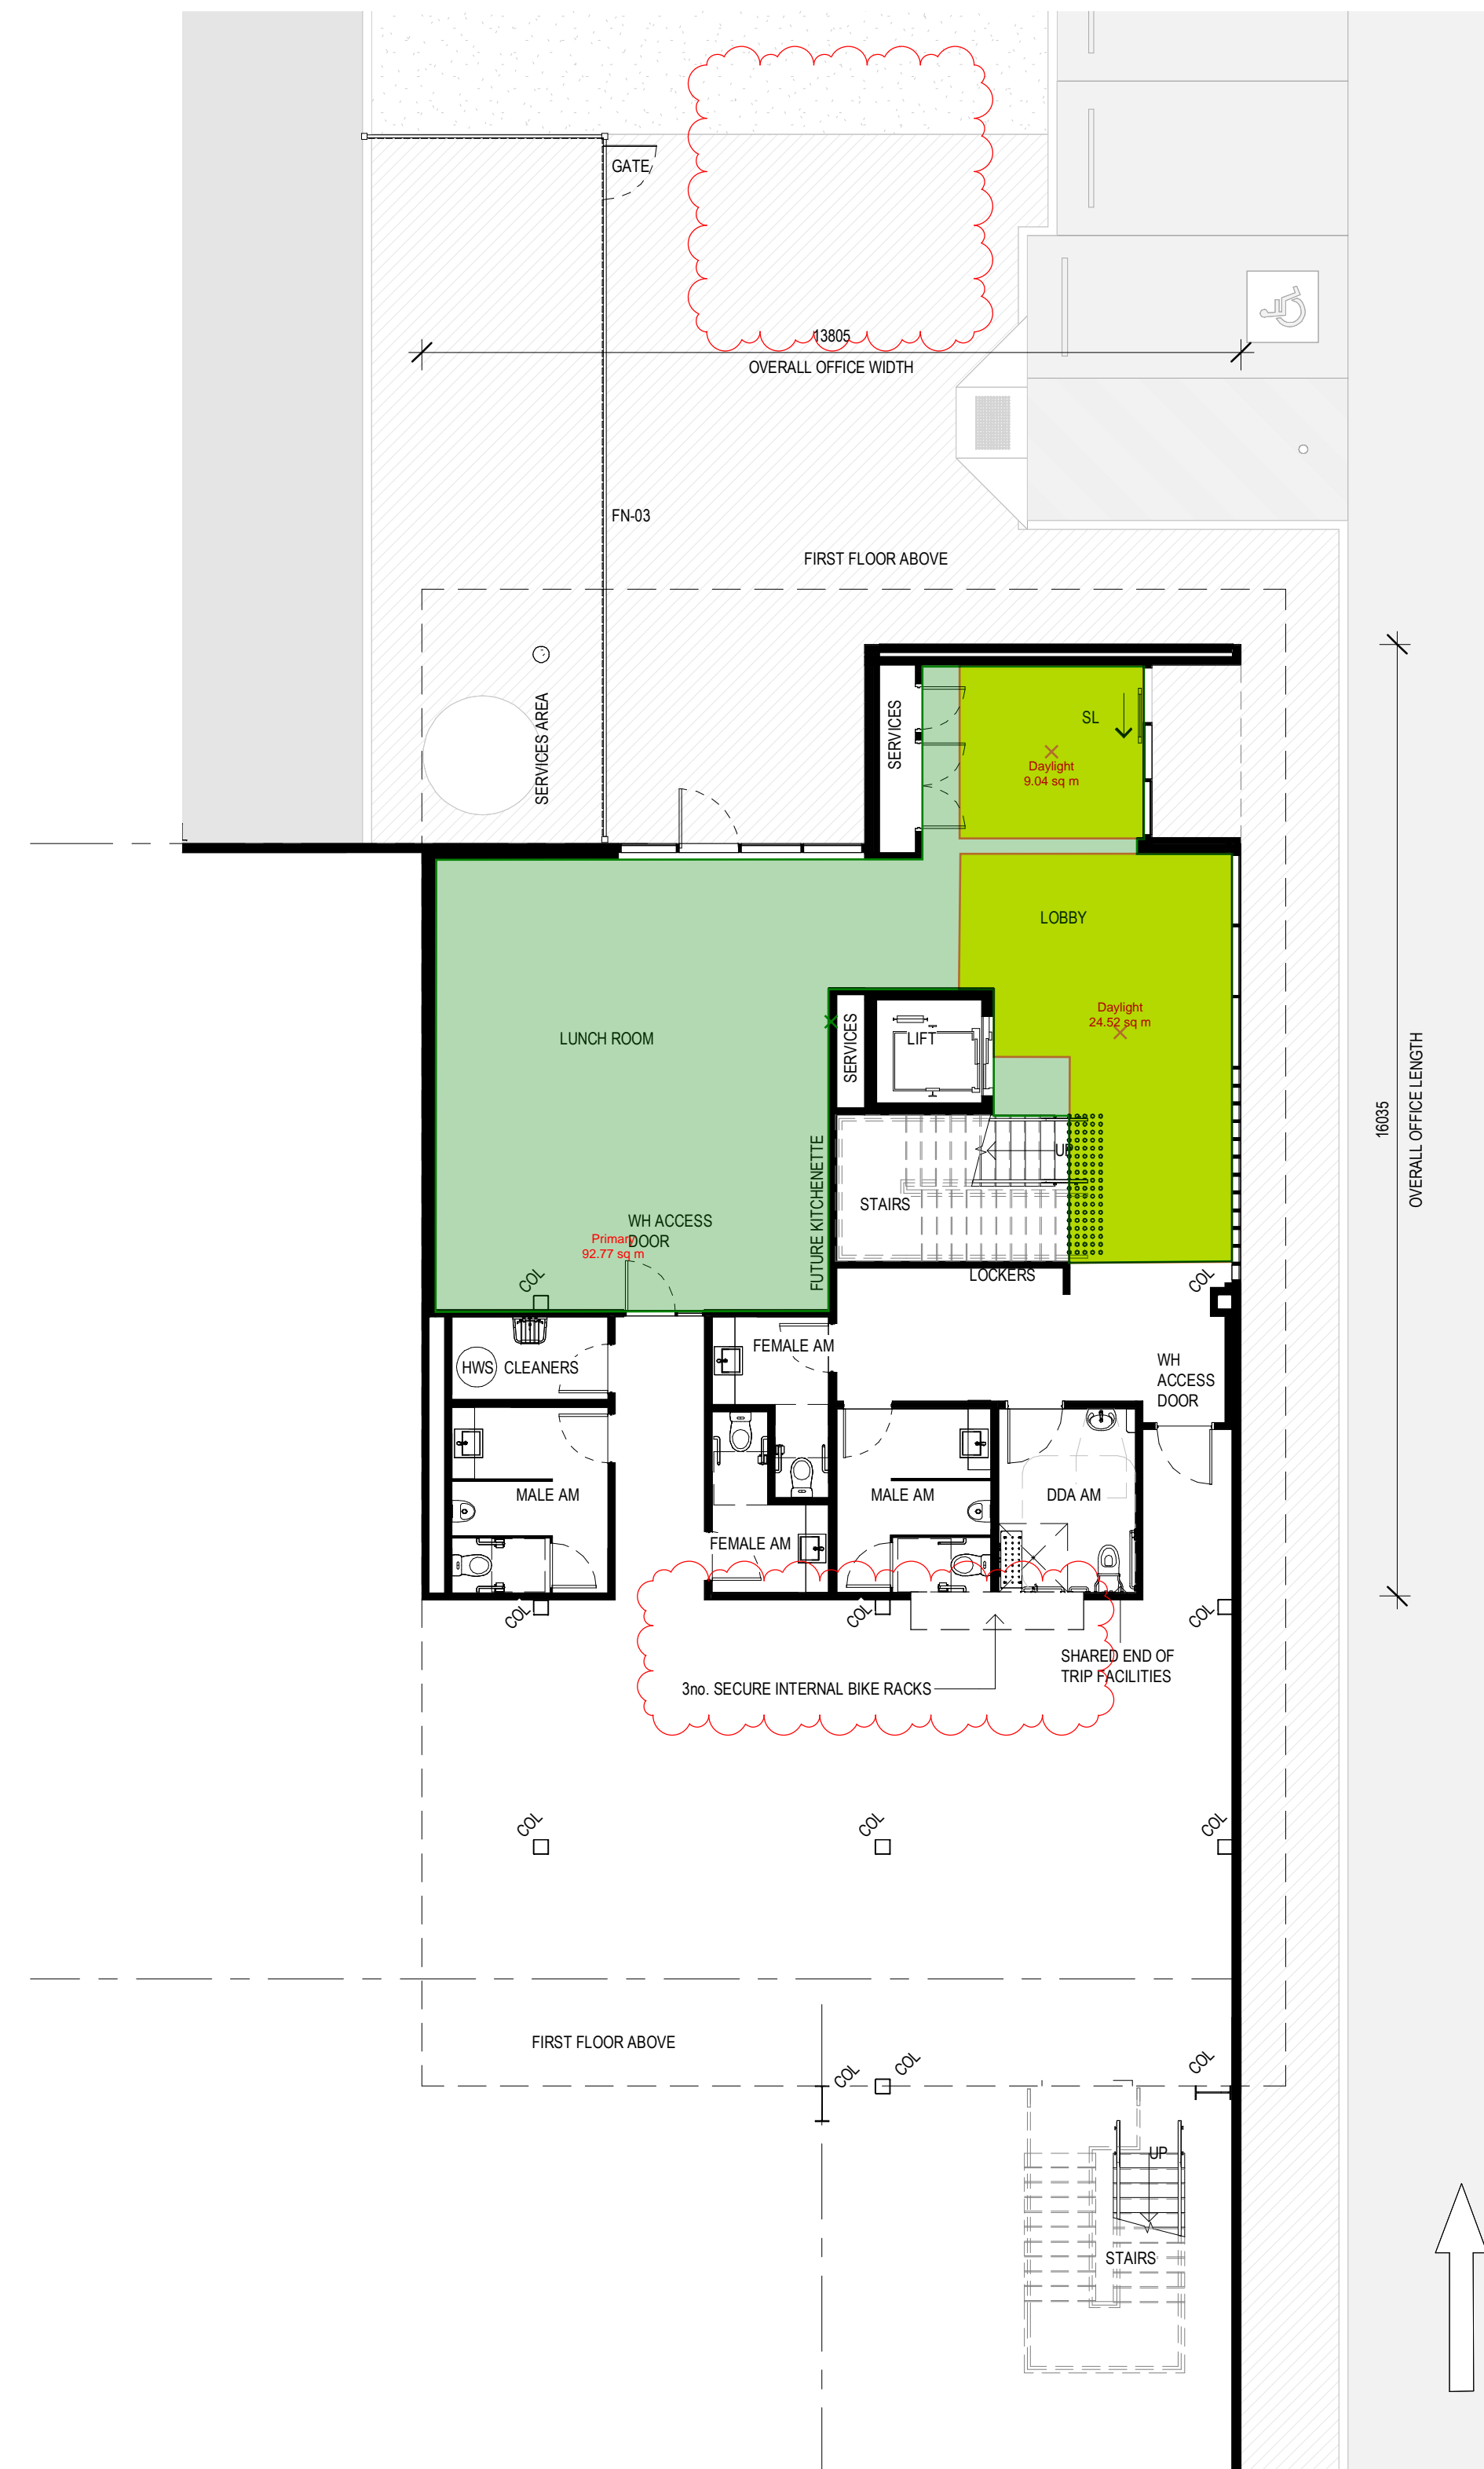 GATE
13805
OVERALL OFFICE WIDTH
FN-03
FIRST FLOOR ABOVE
SERVICES AREA
SERVICES
SL
Daylight
9.04 sq m
LOBBY
Daylight
24.52 sq m
LUNCH ROOM
SERVICES
LIFT
16035
OVERALL OFFICE LENGTH
UP
STAIRS
FUTURE KITCHENETTE
WH ACCESS
DOOR
Primary
92.77 sq m
LOCKERS
COL
COL
FEMALE AM
HWS
CLEANERS
WH
ACCESS
DOOR
MALE AM
MALE AM
DDA AM
FEMALE AM
COL
COL
COL
SHARED END OF
TRIP FACILITIES
3no. SECURE INTERNAL BIKE RACKS
COL
COL
COL
FIRST FLOOR ABOVE
COL
COL
COL
UP
STAIRS